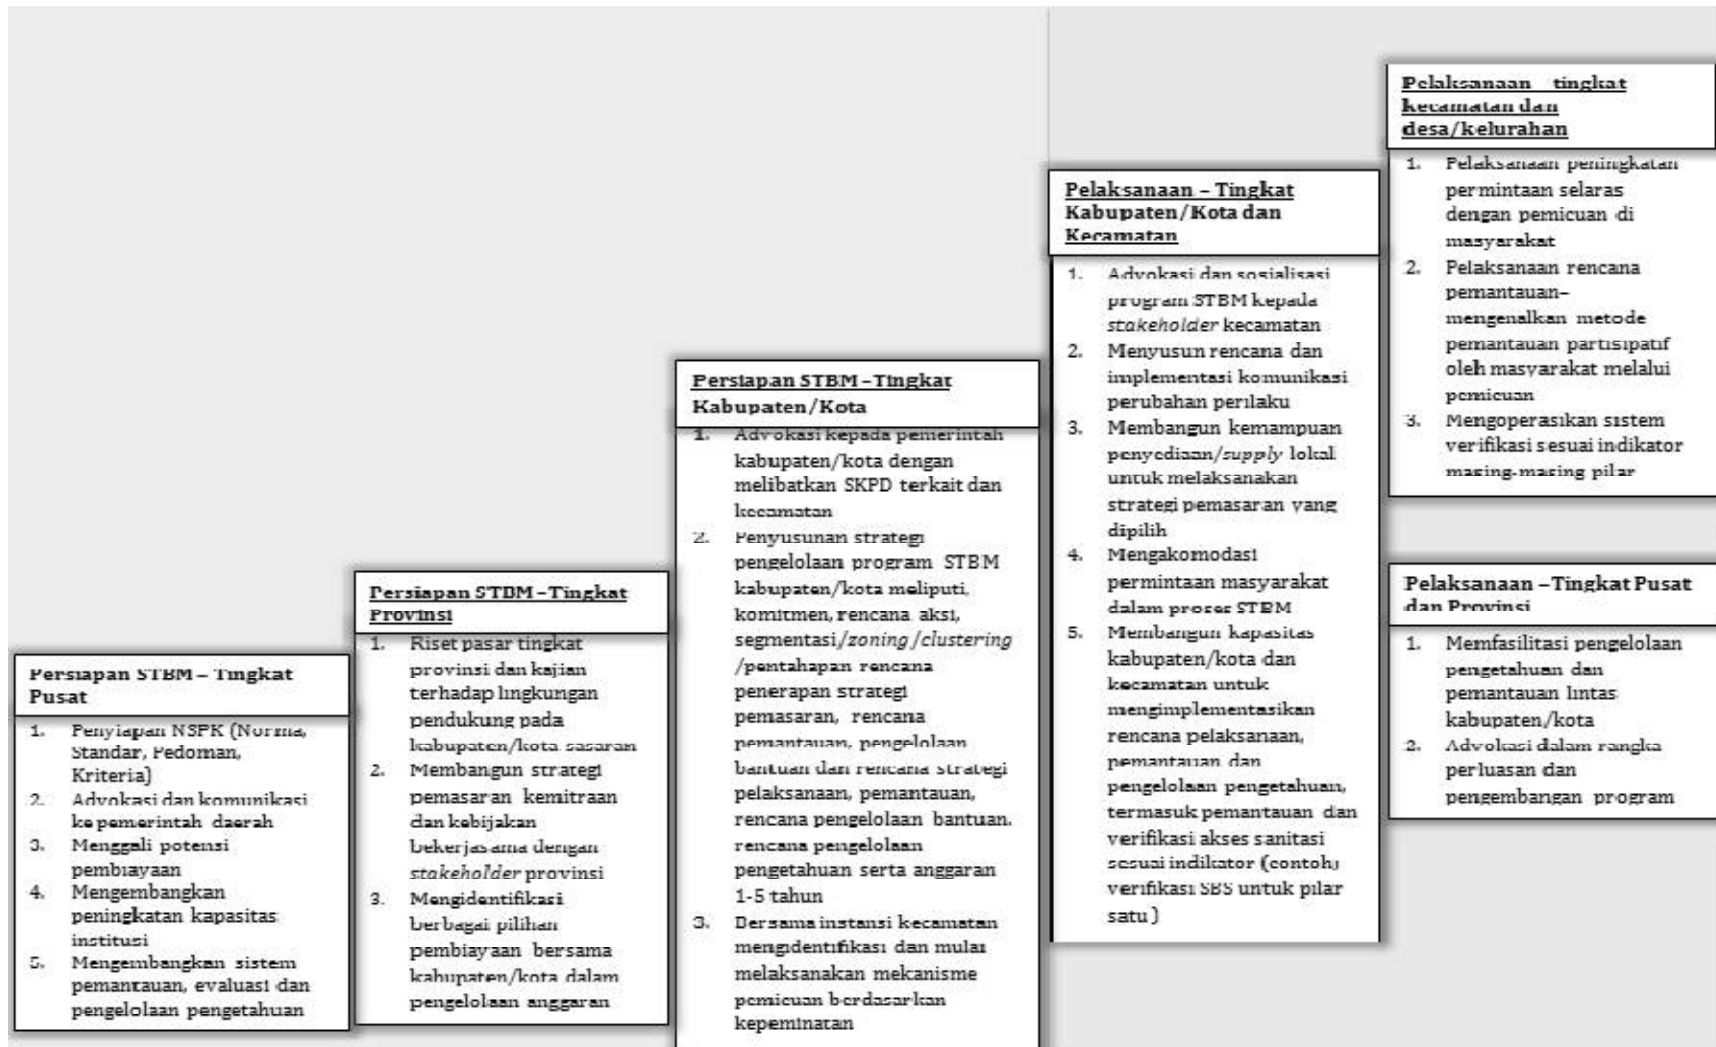 Persiapan STBM – Tingkat
Pusat
1. Penyiapan NSPK (Norma,
Standar, Pedoman,
Kriteria)
2. Advokasi dan komunikasi
ke pemerintah daerah
3. Menggali potensi
pembiayaan
4. Mengembangkan
peningkatan kapasitas
institusi
5. Mengembangkan sistem
pemantauan, evaluasi dan
pengelolaan pengetahuan
Persiapan STBM –Tingkat
Provinsi
1. Riset pasar tingkat
provinsi dan kajian
terhadap lingkungan
pendukung pada
kabupaten/kota sasaran
2. Membangun strategi
pemasaran kemitraan
dan kebijakan
bekerjasama dengan
stakeholder provinsi
3. Mengidentifikasi
berbagai pilihan
pembiayaan bersama
kabupaten/kota dalam
pengelolaan anggaran
Persiapan STBM –Tingkat
Kabupaten/Kota
1. Advokasi kepada pemerintah
kabupaten/kota dengan
melibatkan SKPD terkait dan
kecamatan
2. Penyusunan strategi
pengelolaan program STBM
kabupaten/kota meliputi,
komitmen, rencana aksi,
segmentasi/zoning/clustering
/pentahapan rencana
penerapan strategi
pemasaran, rencana
pemantauan, pengelolaan
bantuan dan rencana strategi
pelaksanaan, pemantauan,
rencana pengelolaan bantuan.
rencana pengelolaan
pengetahuan serta anggaran
1-5 tahun
3. Bersama instansi kecamatan
mengidentifikasi dan mulai
melaksanakan mekanisme
pemicuan berdasarkan
kepeminatan
Pelaksanaan – Tingkat
Kabupaten/Kota dan
Kecamatan
1. Advokasi dan sosialisasi
program STBM kepada
stakeholder kecamatan
2. Menyusun rencana dan
implementasi komunikasi
perubahan perilaku
3. Membangun kemampuan
penyediaan/supply lokal
untuk melaksanakan
strategi pemasaran yang
dipilih
4. Mengakomodasi
permintaan masyarakat
dalam proses STBM
5. Membangun kapasitas
kabupaten/kota dan
kecamatan untuk
mengimplementasikan
rencana pelaksanaan,
pemantauan dan
pengelolaan pengetahuan,
termasuk pemantauan dan
verifikasi akses sanitasi
sesuai indikator (contoh;
verifikasi SBS untuk pilar
satu )
Pelaksanaan tingkat
kecamatan dan
desa/kelurahan
1. Pelaksanaan peningkatan
permintaan selaras
dengan pemicuan di
masyarakat
2. Pelaksanaan rencana
pemantauan–
mengenalkan metode
pemantauan partisipatif
oleh masyarakat melalui
pemicuan
3. Mengoperasikan sistem
verifikasi sesuai indikator
masing-masing pilar
Pelaksanaan –Tingkat Pusat
dan Provinsi
1. Memfasilitasi pengelolaan
pengetahuan dan
pemantauan lintas
kabupaten/kota
2. Advokasi dalam rangka
perluasan dan
pengembangan program